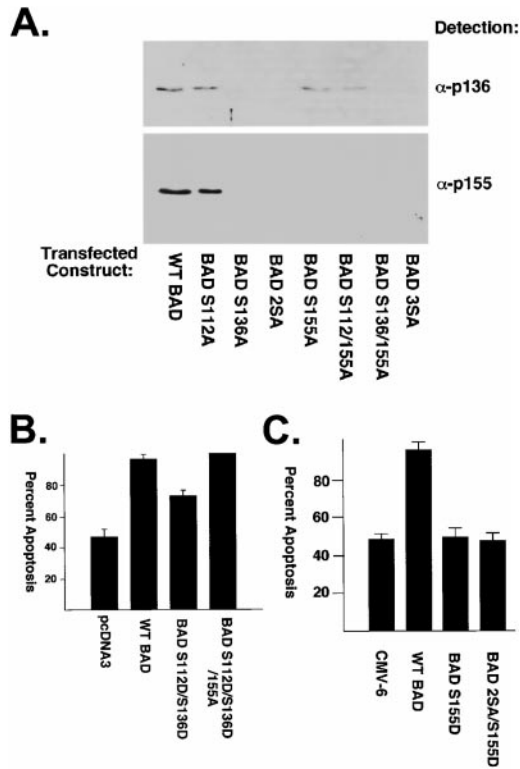 A.
Detection:
α-p136
α-p155
Transfected
Construct:
WT BAD
BAD S112A
BAD S136A
BAD 2SA
BAD S155A
BAD S112/155A
BAD S136/155A
BAD 3SA
B.
Percent Apoptosis
80
60
40
20
pcDNA3
WT BAD
BAD S112D/S136D
BAD S112D/S136D
/155A
C.
Percent Apoptosis
80
60
40
20
CMV-6
WT BAD
BAD S155D
BAD 2SA/S155D